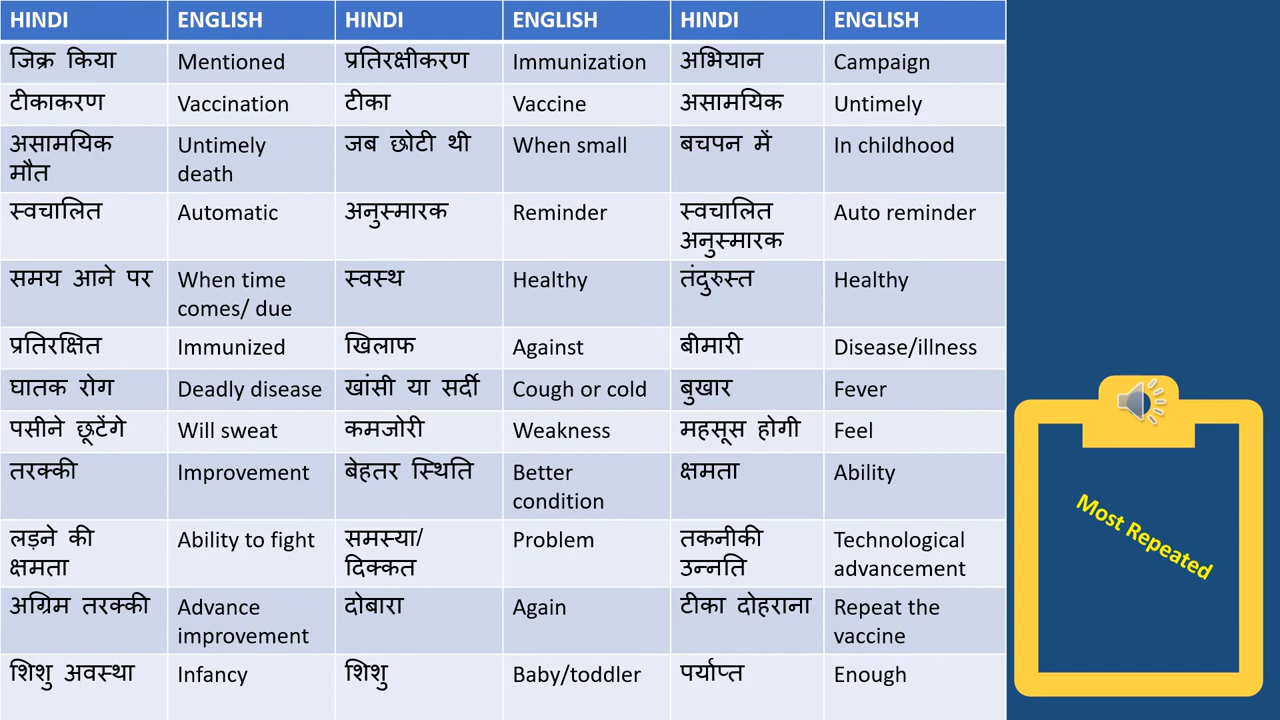 HINDI ENGLISH HINDI ENGLISH HINDI ENGLISH
जिक्र किया Mentioned प्रतिरक्षीकरण Immunization अभियान Campaign
टीकाकरण Vaccination टीका Vaccine असामयिक Untimely
असामयिक मौत Untimely death जब छोटी थी When small बचपन में In childhood
स्वचालित Automatic अनुस्मारक Reminder स्वचालित अनुस्मारक Auto reminder
समय आने पर When time comes/ due स्वस्थ Healthy तंदुरुस्त Healthy
प्रतिरक्षित Immunized खिलाफ Against बीमारी Disease/illness
घातक रोग Deadly disease खांसी या सर्दी Cough or cold बुखार Fever
पसीने छूटेंगे Will sweat कमजोरी Weakness महसूस होगी Feel
तरक्की Improvement बेहतर स्थिति Better condition क्षमता Ability
लड़ने की क्षमता Ability to fight समस्या/ दिक्कत Problem तकनीकी उन्नति Technological advancement
अग्रिम तरक्की Advance improvement दोबारा Again टीका दोहराना Repeat the vaccine
शिशु अवस्था Infancy शिशु Baby/toddler पर्याप्त Enough
Most Repeated